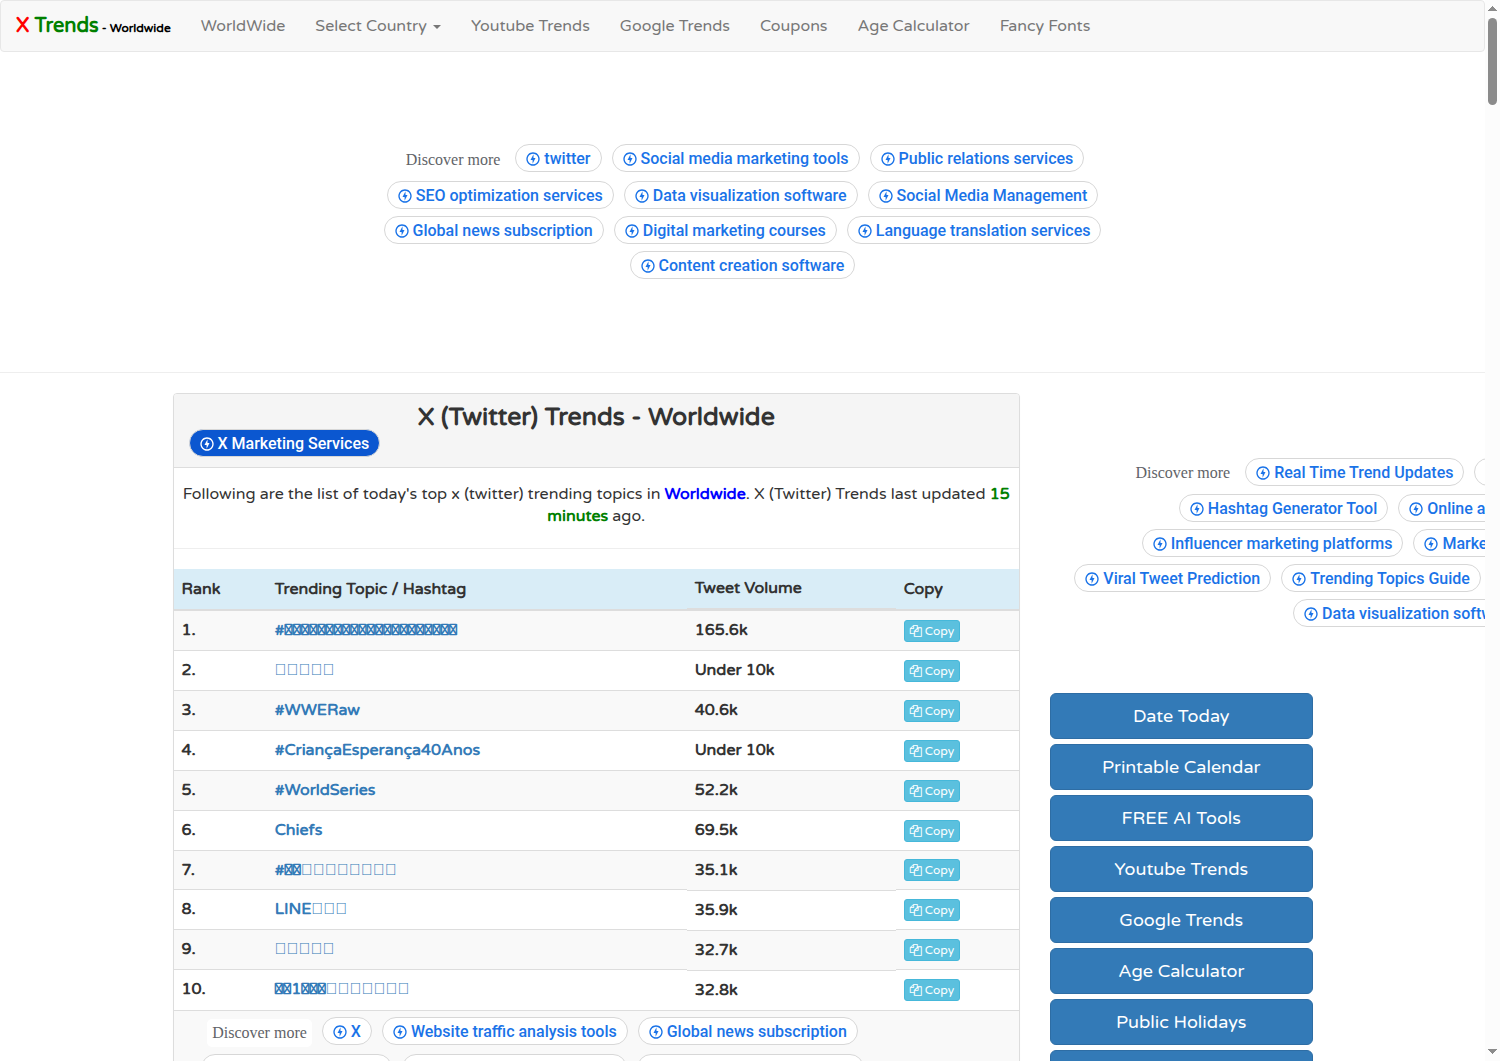 X Trends - Worldwide WorldWide Select Country Youtube Trends Google Trends Coupons Age Calculator Fancy Fonts
Discover more twitter Social media marketing tools Public relations services
SEO optimization services Data visualization software Social Media Management
Global news subscription Digital marketing courses Language translation services
Content creation software
X (Twitter) Trends - Worldwide
X Marketing Services
Following are the list of today's top x (twitter) trending topics in Worldwide. X (Twitter) Trends last updated 15
minutes ago.
Rank Trending Topic / Hashtag Tweet Volume Copy
1. # 165.6k Copy
2. Under 10k Copy
3. #WWERaw 40.6k Copy
4. #CriançaEsperança40Anos Under 10k Copy
5. #WorldSeries 52.2k Copy
6. Chiefs 69.5k Copy
7. # 35.1k Copy
8. LINE 35.9k Copy
9. 32.7k Copy
10. 1 32.8k Copy
Discover more X Website traffic analysis tools Global news subscription
Discover more Real Time Trend Updates
Hashtag Generator Tool Online a
Influencer marketing platforms Marke
Viral Tweet Prediction Trending Topics Guide
Data visualization soft
Date Today
Printable Calendar
FREE AI Tools
Youtube Trends
Google Trends
Age Calculator
Public Holidays